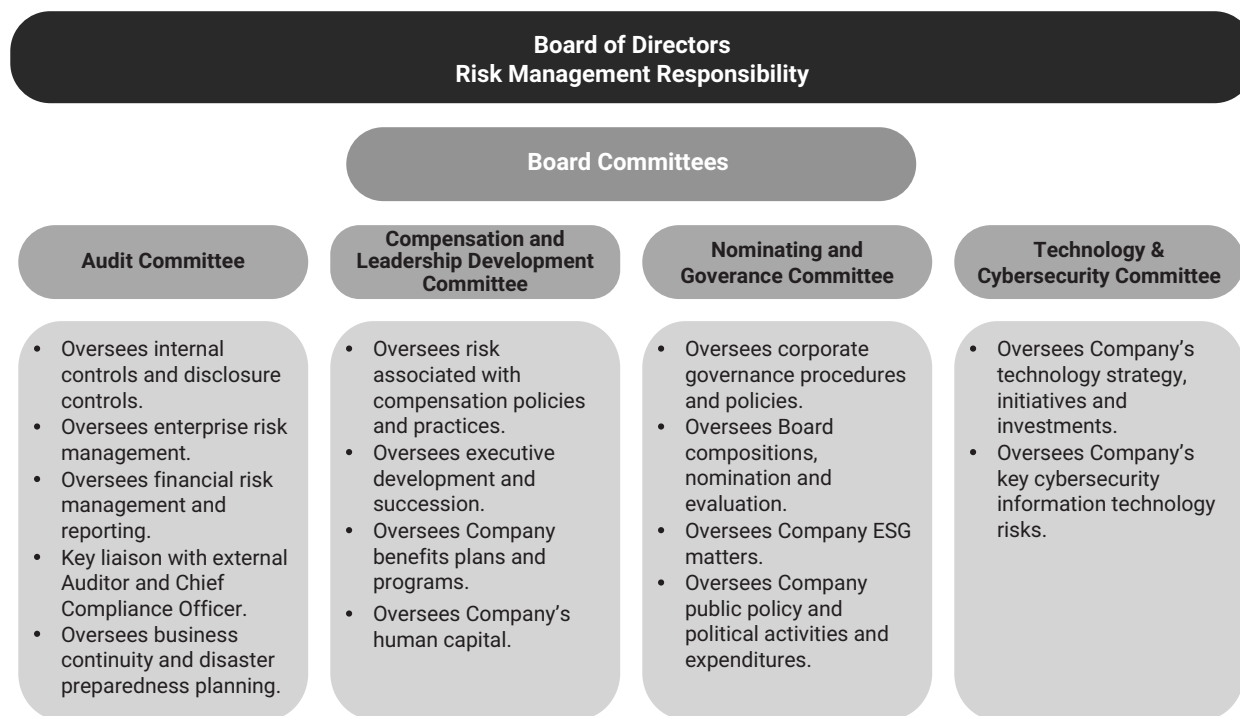 Board of Directors
Risk Management Responsibility
Board Committees
Audit Committee
Compensation and
Leadership Development
Committee
Nominating and
Goverance Committee
Technology &
Cybersecurity Committee
• Oversees internal
controls and disclosure
controls.
• Oversees enterprise risk
management.
• Oversees financial risk
management and
reporting.
• Key liaison with external
Auditor and Chief
Compliance Officer.
• Oversees business
continuity and disaster
preparedness planning.
• Oversees risk
associated with
compensation policies
and practices.
• Oversees executive
development and
succession.
• Oversees Company
benefits plans and
programs.
• Oversees Company’s
human capital.
• Oversees corporate
governance procedures
and policies.
• Oversees Board
compositions,
nomination and
evaluation.
• Oversees Company ESG
matters.
• Oversees Company
public policy and
political activities and
expenditures.
• Oversees Company’s
technology strategy,
initiatives and
investments.
• Oversees Company’s
key cybersecurity
information technology
risks.